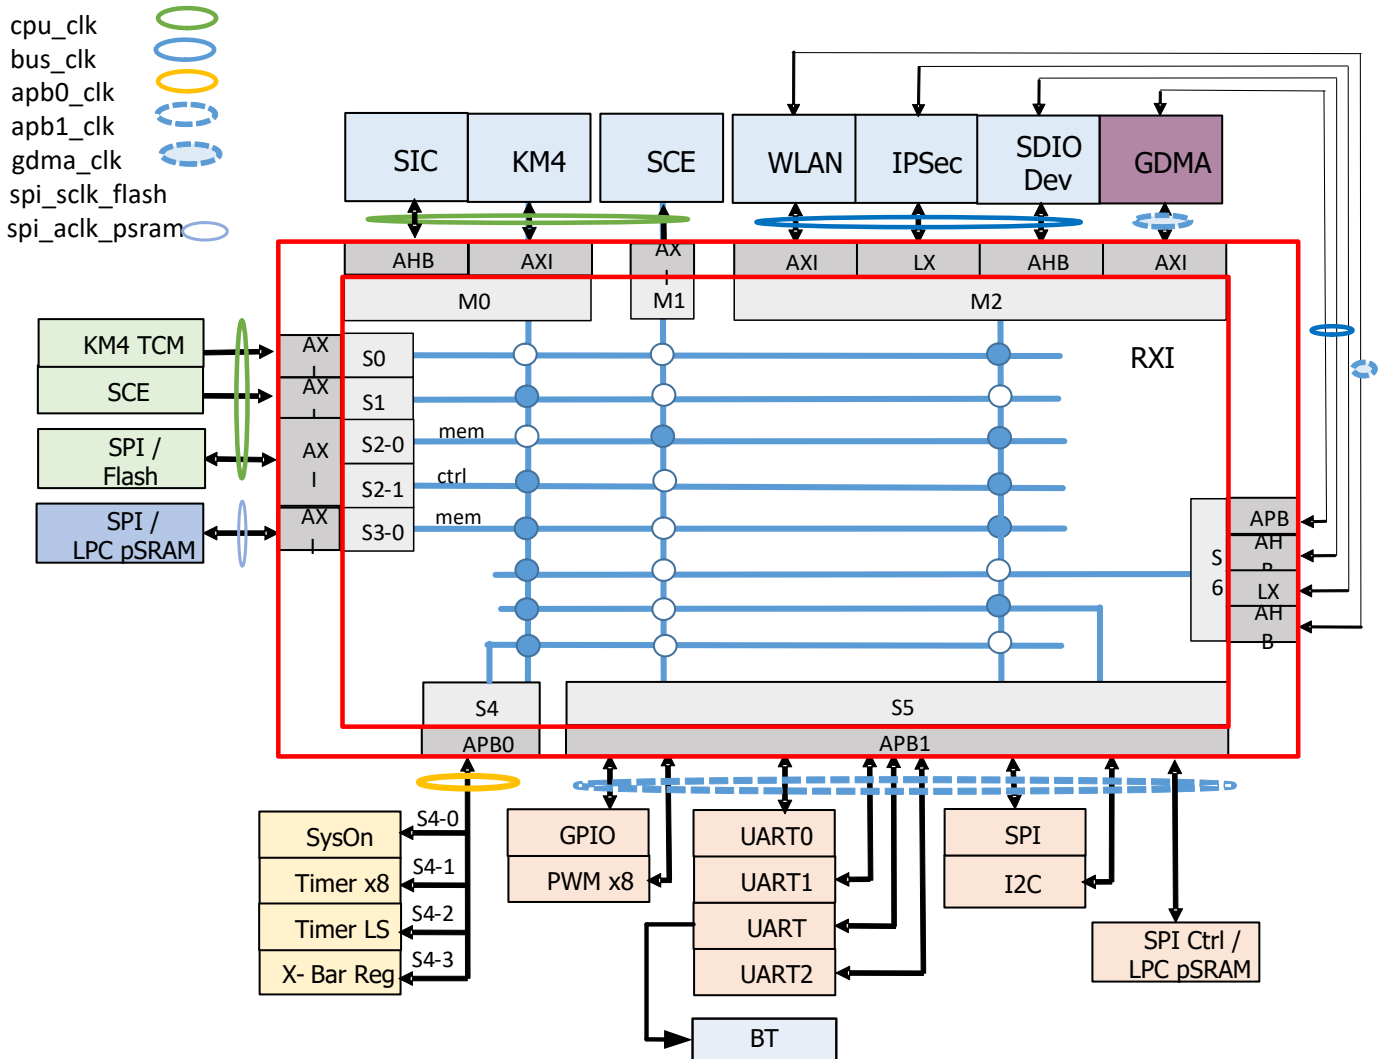 cpu_clk
bus_clk
apb0_clk
apb1_clk
gdma_clk
spi_sclk_flash
spi_aclk_psram
SIC
KM4
SCE
WLAN
IPSec
SDIO
Dev
GDMA
AHB
AXI
AX
I
AXI
LX
AHB
AXI
M0
M1
M2
RXI
KM4 TCM
SCE
SPI /
Flash
SPI /
LPC pSRAM
AX
I
AX
I
AX
I
AX
I
S0
S1
S2-0
S2-1
S3-0
mem
ctrl
mem
S
6
APB
AH
B
LX
AH
B
S4
S5
APB0
APB1
S4-0
S4-1
S4-2
S4-3
SysOn
Timer x8
Timer LS
X- Bar Reg
GPIO
PWM x8
UART0
UART1
UART
UART2
BT
SPI
I2C
SPI Ctrl /
LPC pSRAM